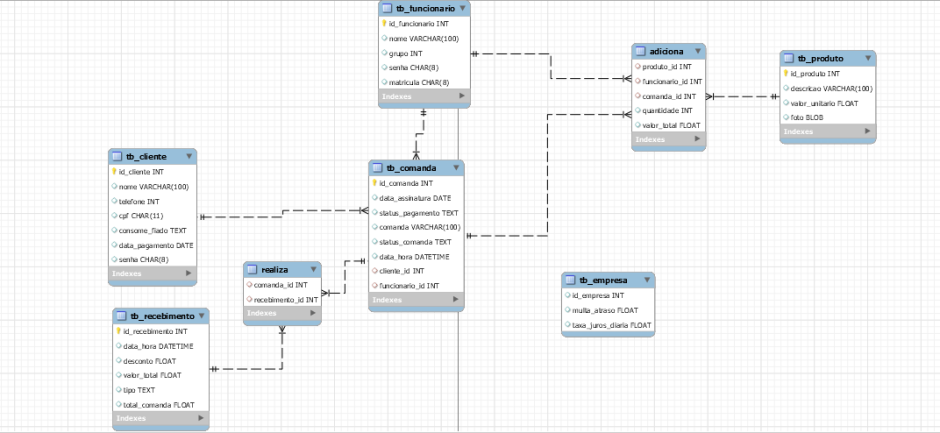 tb_funcionario
id_funcionario INT
nome VARCHAR(100)
grupo INT
senha CHAR(8)
matricula CHAR(8)
Indexes
adiciona
produto_id INT
funcionario_id INT
comanda_id INT
quantidade INT
valor_total FLOAT
Indexes
tb_produto
id_produto INT
descricao VARCHAR(100)
valor_unitario FLOAT
foto BLOB
Indexes
tb_cliente
id_cliente INT
nome VARCHAR(100)
telefone INT
cpf CHAR(11)
consome_fiado TEXT
data_pagamento DATE
senha CHAR(8)
Indexes
tb_comanda
id_comanda INT
data_assinatura DATE
status_pagamento TEXT
comanda VARCHAR(100)
status_comanda TEXT
data_hora DATETIME
cliente_id INT
funcionario_id INT
Indexes
realiza
comanda_id INT
recebimento_id INT
Indexes
tb_empresa
id_empresa INT
multa_atraso FLOAT
taxa_juros_diaria FLOAT
tb_recebimento
id_recebimento INT
data_hora DATETIME
desconto FLOAT
valor_total FLOAT
tipo TEXT
total_comanda FLOAT
Indexes